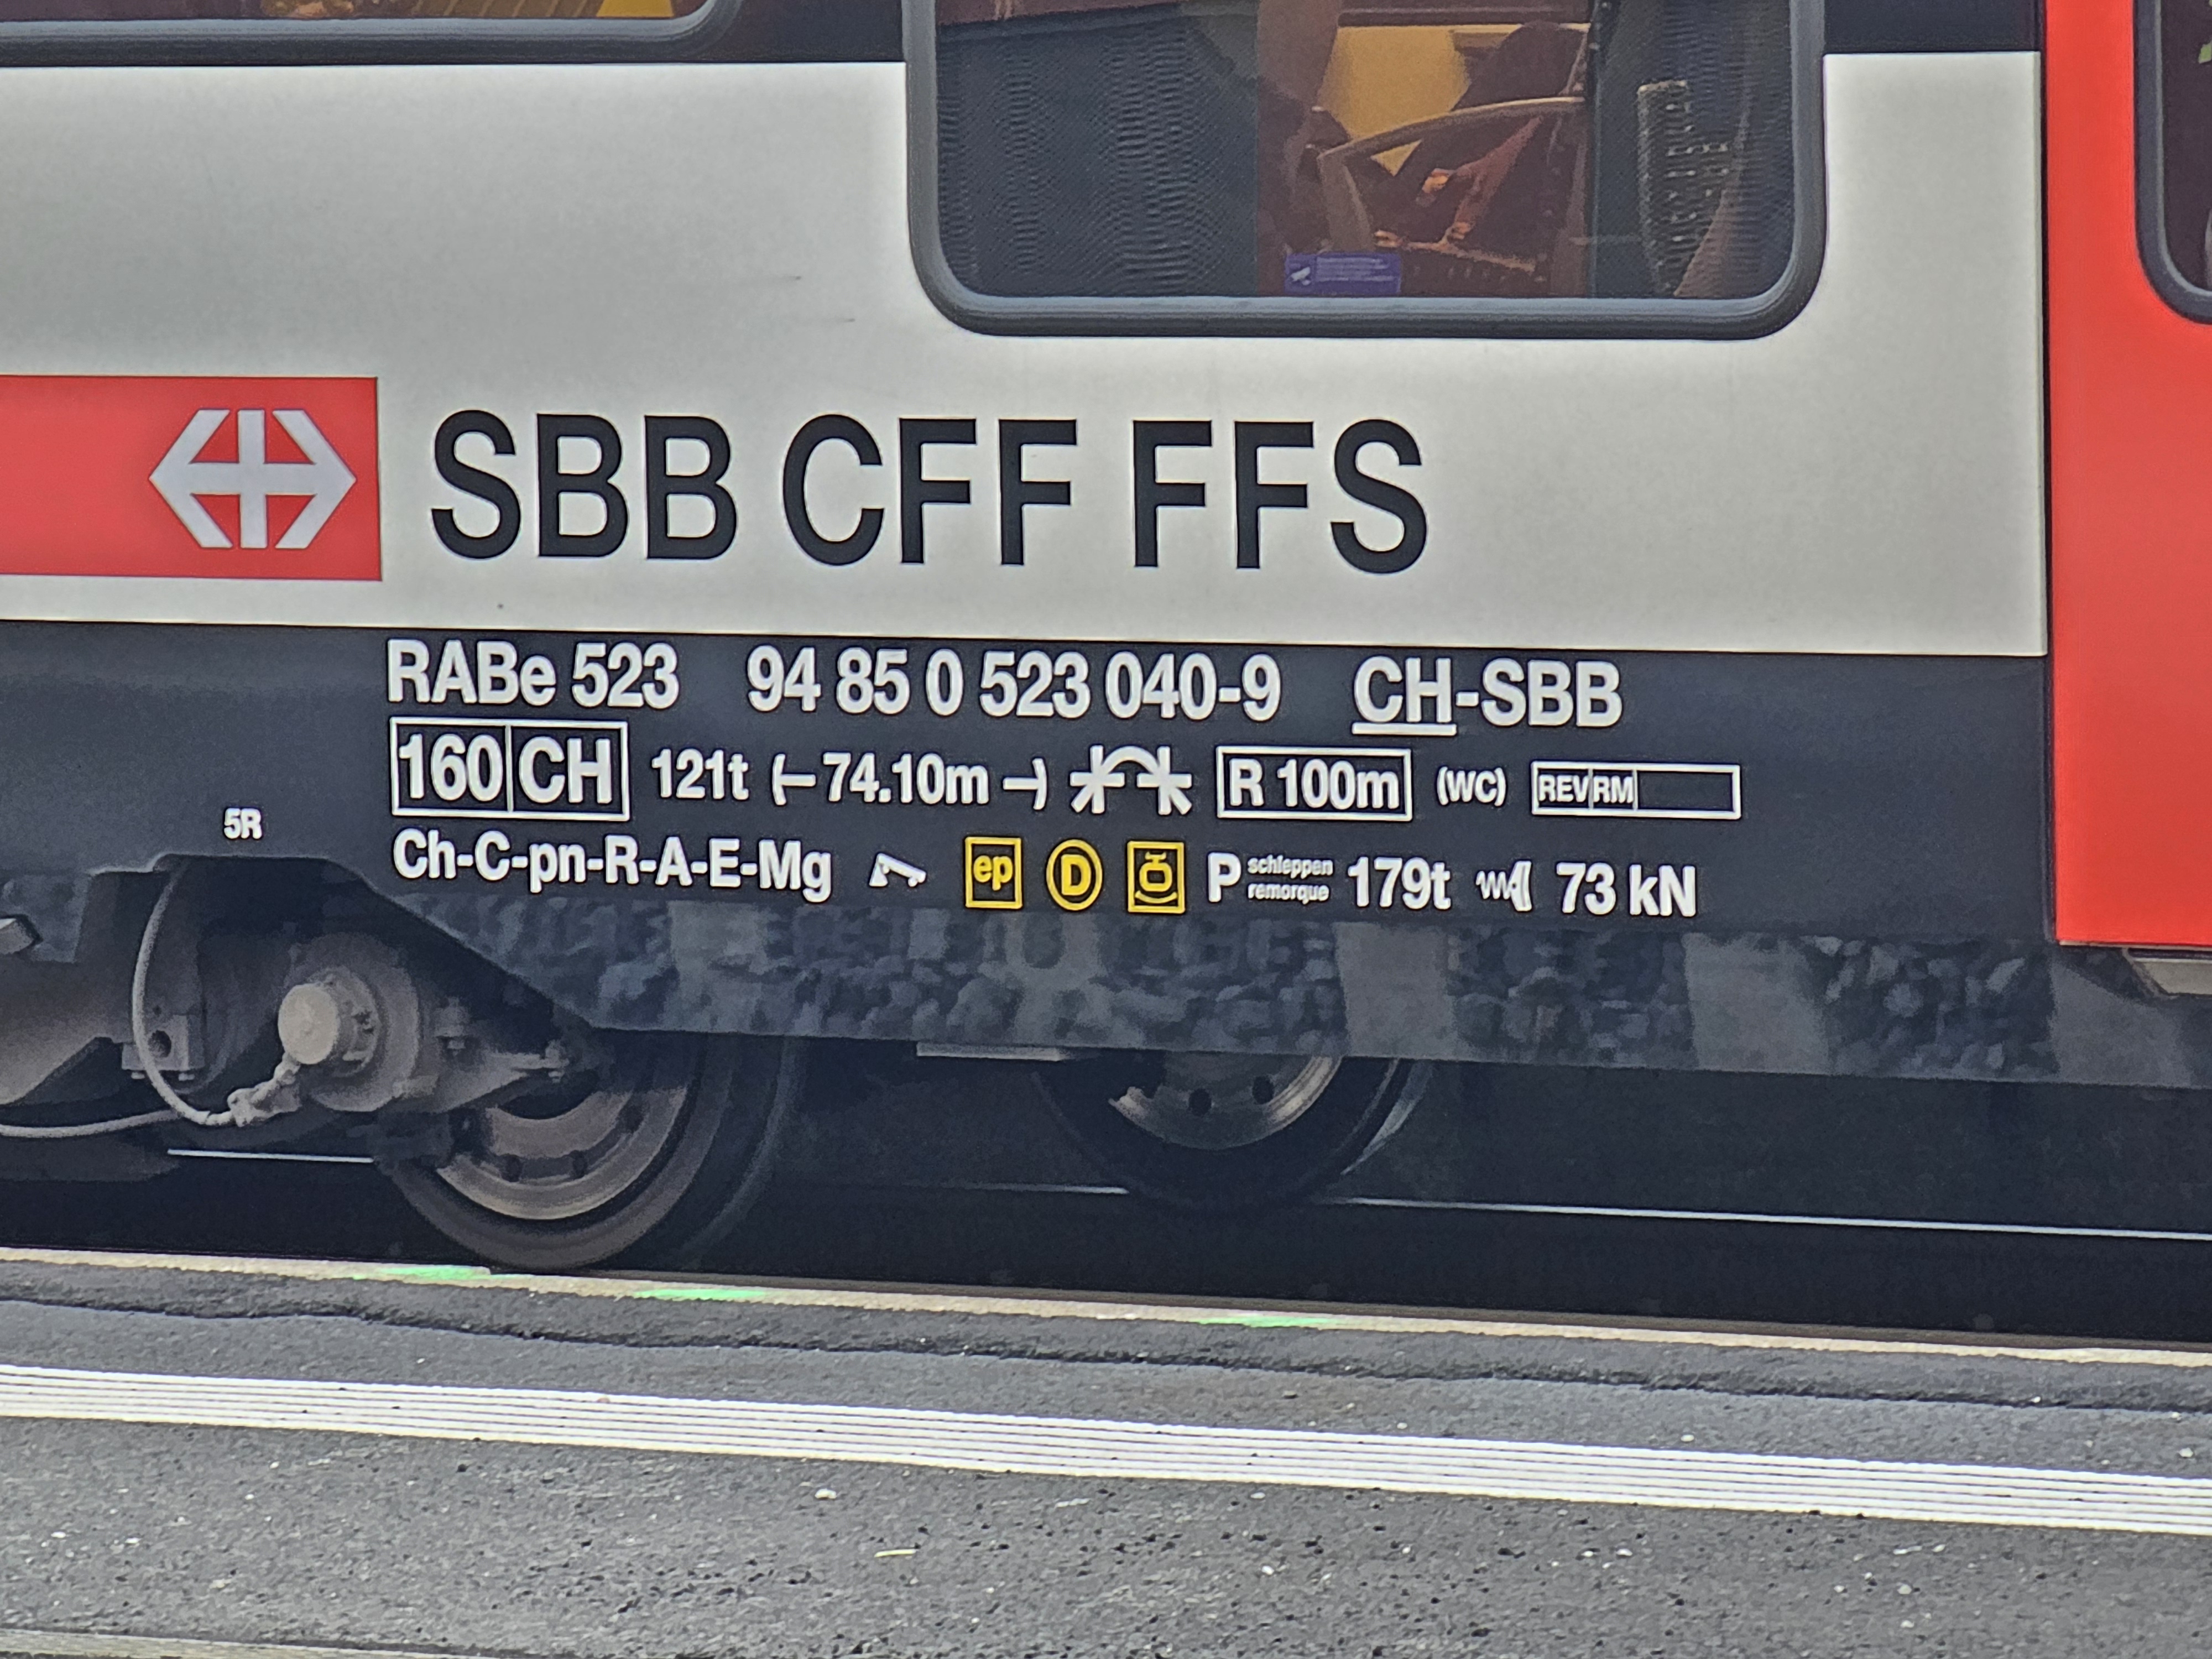 SBB CFF FFS
RABe 523 94 85 0 523 040-9 CH-SBB
160 CH 121t 74.10m R 100m (WC) REV RM
5R
Ch-C-pn-R-A-E-Mg ep D P schleppen remorque 179t 73 kN